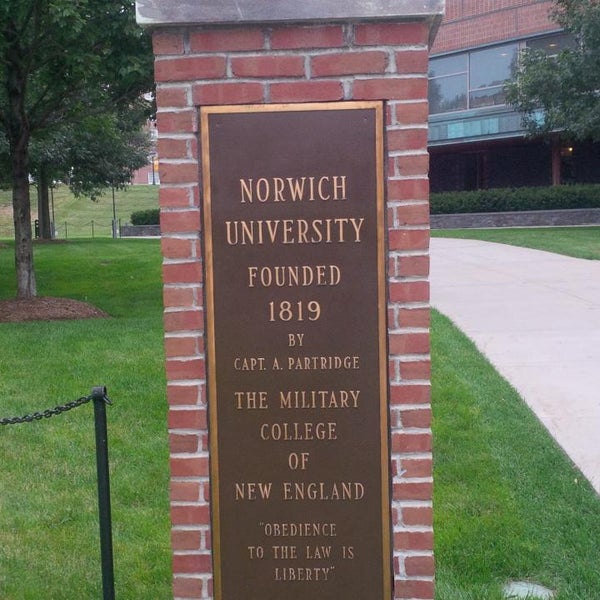 NORWICH
UNIVERSITY
FOUNDED
1819
BY
CAPT. A. PARTRIDGE
THE MILITARY
COLLEGE
OF
NEW ENGLAND
"OBEDIENCE
TO THE LAW IS
LIBERTY"